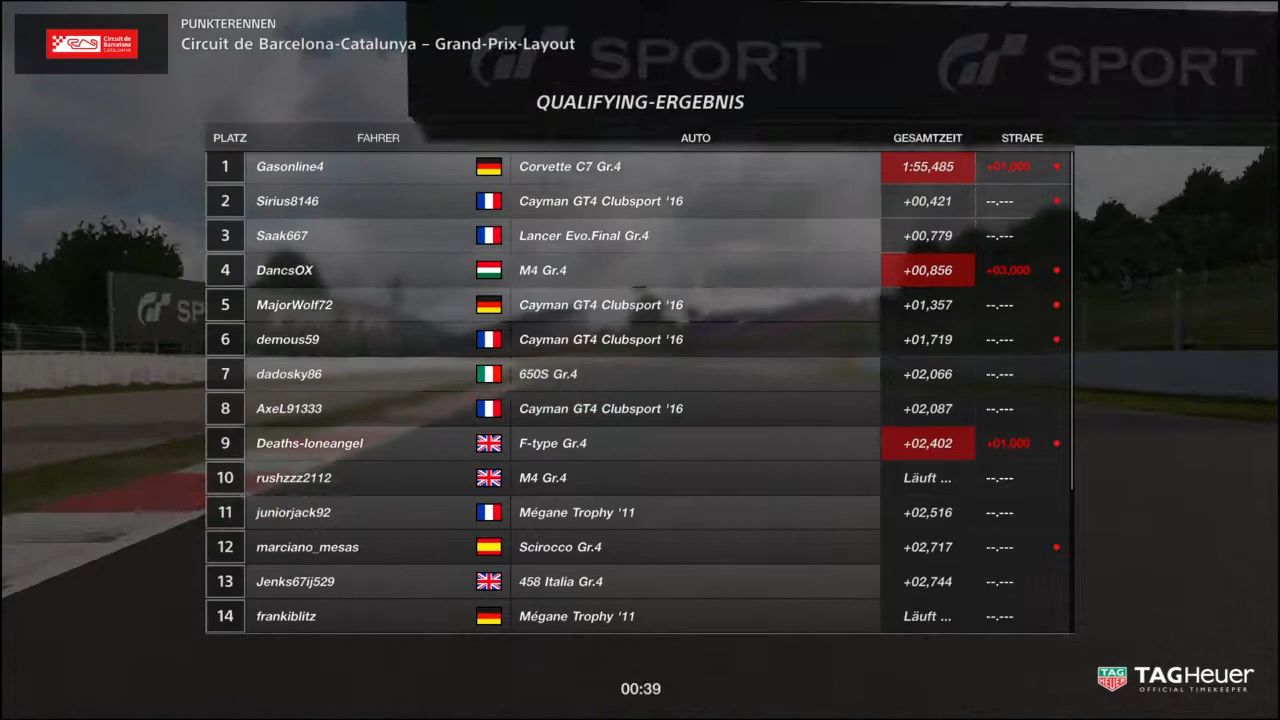 PUNKTERENNEN
Circuit de Barcelona-Catalunya – Grand-Prix-Layout
Circuit de Barcelona CATALUNYA
GT SPORT GT SPORT
QUALIFYING-ERGEBNIS
PLATZ FAHRER AUTO GESAMTZEIT STRAFE
1 Gasonline4 Corvette C7 Gr.4 1:55,485 +01,000
2 Sirius8146 Cayman GT4 Clubsport '16 +00,421 --.---
3 Saak667 Lancer Evo.Final Gr.4 +00,779 --.---
4 DancsOX M4 Gr.4 +00,856 +03,000
5 MajorWolf72 Cayman GT4 Clubsport '16 +01,357 --.---
6 demous59 Cayman GT4 Clubsport '16 +01,719 --.---
7 dadosky86 650S Gr.4 +02,066 --.---
8 AxeL91333 Cayman GT4 Clubsport '16 +02,087 --.---
9 Deaths-loneangel F-type Gr.4 +02,402 +01,000
10 rushzzz2112 M4 Gr.4 Läuft ... --.---
11 juniorjack92 Mégane Trophy '11 +02,516 --.---
12 marciano_mesas Scirocco Gr.4 +02,717 --.---
13 Jenks67ij529 458 Italia Gr.4 +02,744 --.---
14 frankiblitz Mégane Trophy '11 Läuft ... --.---
GT SP
00:39
TAG HEUER
TAGHeuer
OFFICIAL TIMEKEEPER